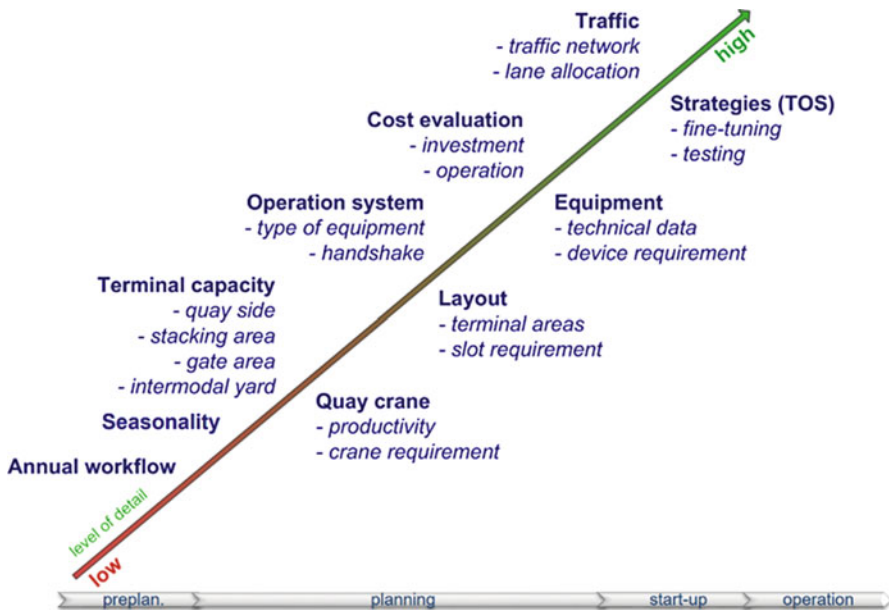 Traffic
- traffic network
- lane allocation
high
Strategies (TOS)
- fine-tuning
- testing
Cost evaluation
- investment
- operation
Operation system
- type of equipment
- handshake
Equipment
- technical data
- device requirement
Terminal capacity
- quay side
- stacking area
- gate area
- intermodal yard
Layout
- terminal areas
- slot requirement
Seasonality
Quay crane
- productivity
- crane requirement
Annual workflow
level of detail
low
preplan.
planning
start-up
operation